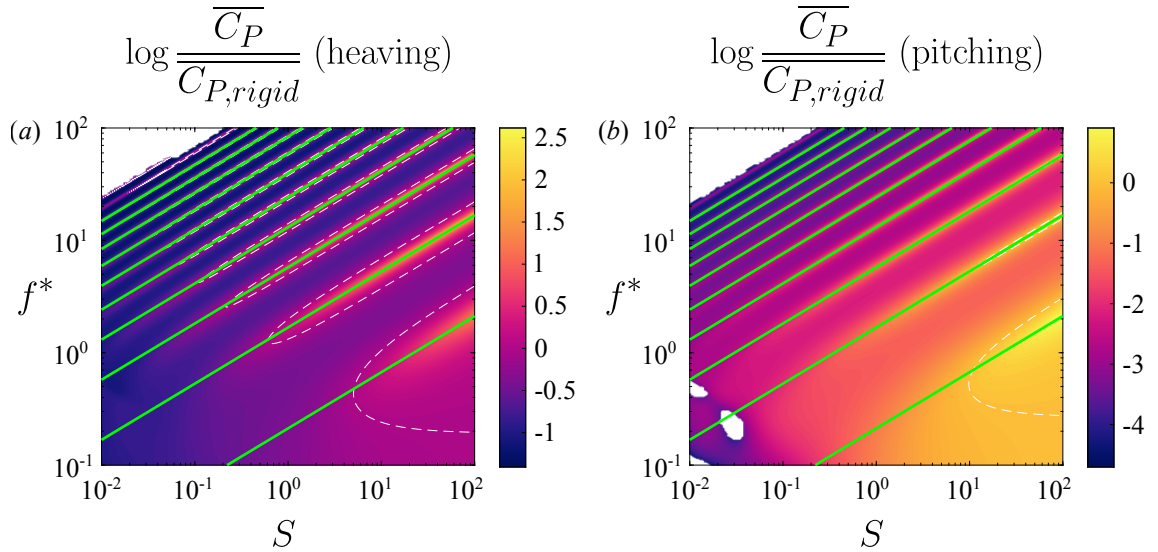 log C_P / C_{P,rigid} (heaving)
log C_P / C_{P,rigid} (pitching)
(a)
10^2
10^1
f*
10^0
10^-1
10^-2 10^-1 10^0 10^1 10^2
S
2.5
2
1.5
1
0.5
0
-0.5
-1
(b)
10^2
10^1
f*
10^0
10^-1
10^-2 10^-1 10^0 10^1 10^2
S
0
-1
-2
-3
-4